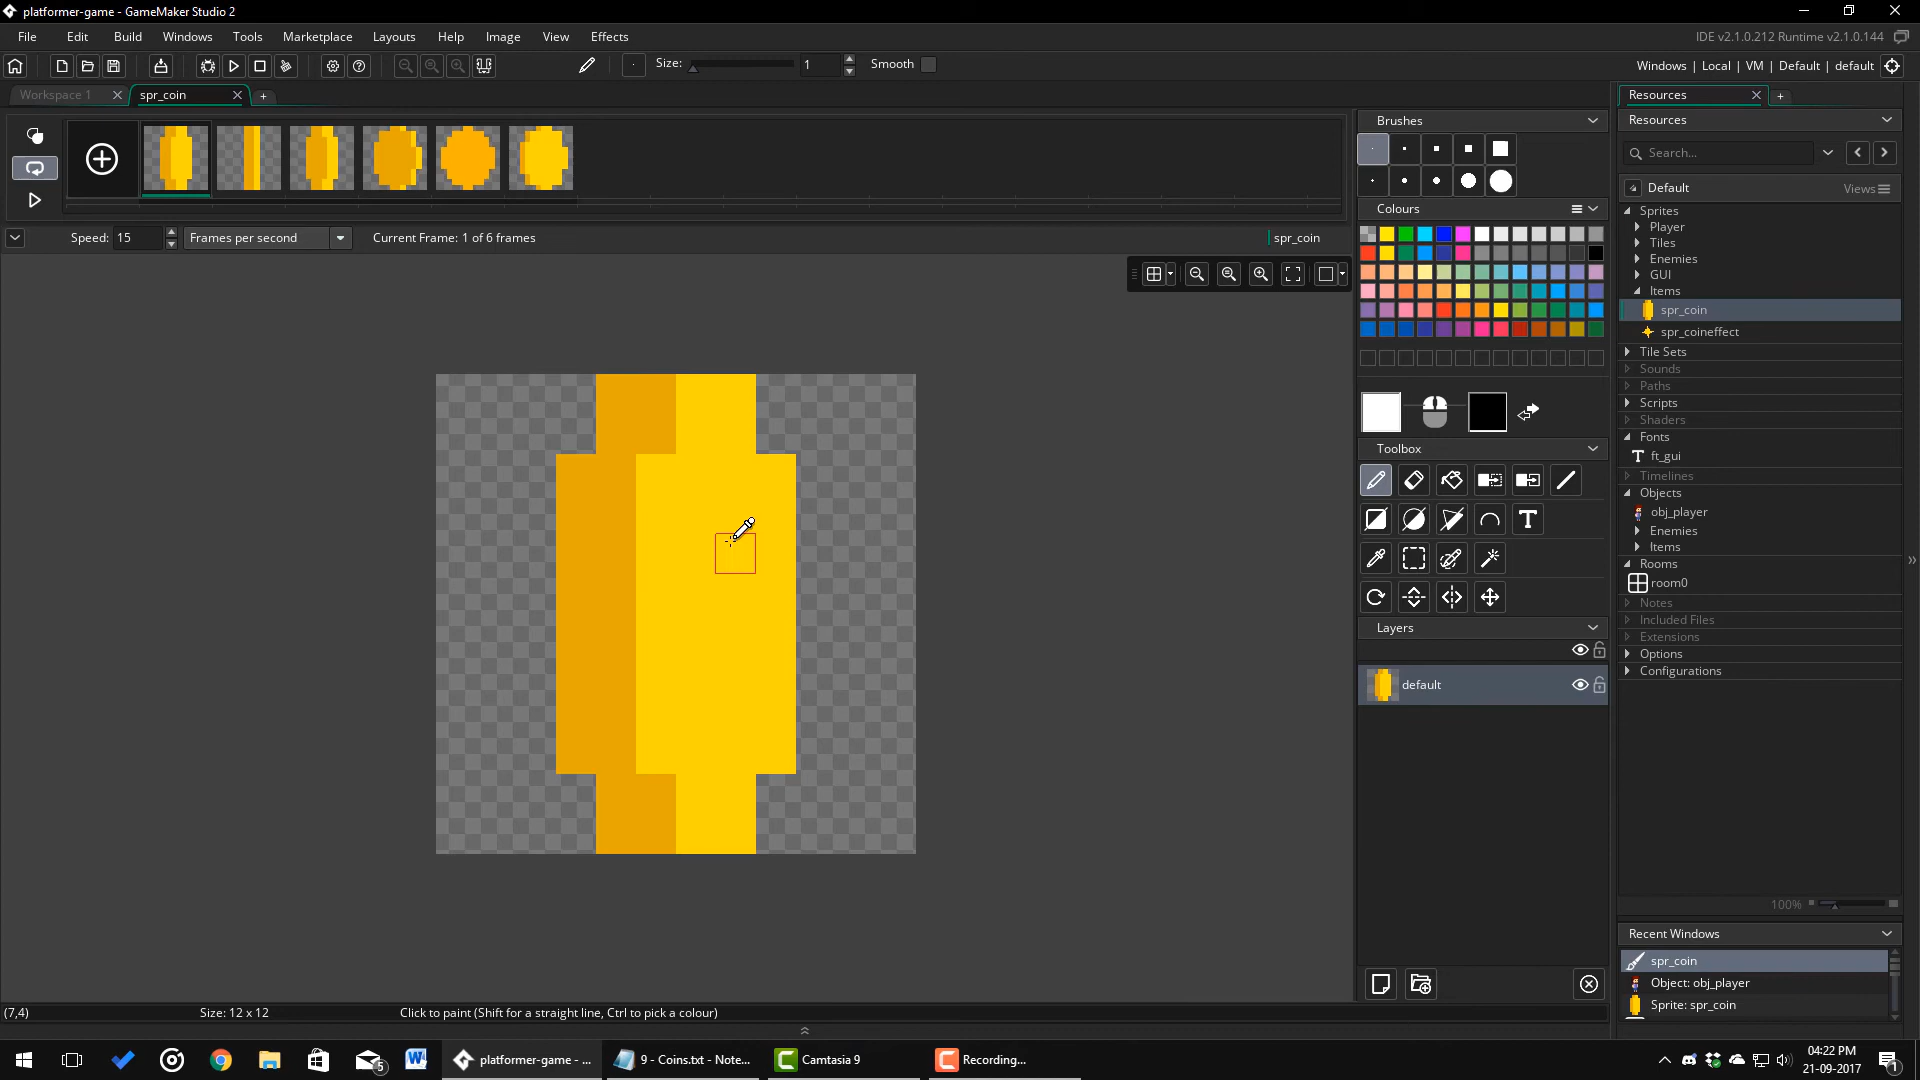 platformer-game - GameMaker Studio 2
File Edit Build Windows Tools Marketplace Layouts Help Image View Effects
IDE v2.1.0.212 Runtime v2.1.0.144
Size: 1 Smooth
Windows | Local | VM | Default | default
Workspace 1
spr_coin
Resources
Speed: 15 Frames per second Current Frame: 1 of 6 frames spr_coin
Brushes
Colours
Toolbox
Layers
default
Resources
Search...
Default Views
Sprites
Player
Tiles
Enemies
GUI
Items
spr_coin
spr_coineffect
Tile Sets
Sounds
Paths
Scripts
Shaders
Fonts
ft_gui
Timelines
Objects
obj_player
Enemies
Items
Rooms
room0
Notes
Included Files
Extensions
Options
Configurations
100%
Recent Windows
spr_coin
Object: obj_player
Sprite: spr_coin
(7,4) Size: 12 x 12 Click to paint (Shift for a straight line, Ctrl to pick a colour)
5
platformer-game - ...
9 - Coins.txt - Note...
Camtasia 9
Recording...
04:22 PM
21-09-2017
1